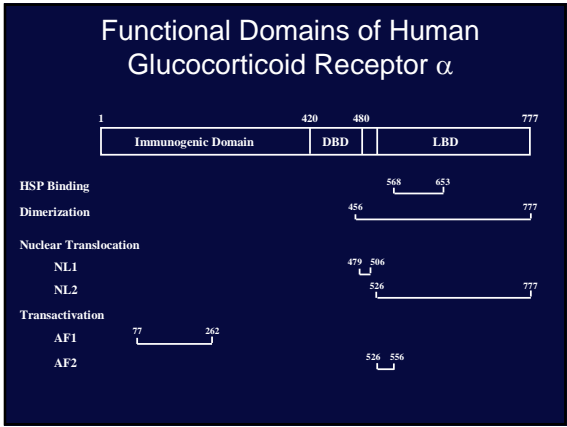 Functional Domains of Human
Glucocorticoid Receptor α
1 420 480 777
Immunogenic Domain DBD LBD
HSP Binding 568 653
Dimerization 456 777
Nuclear Translocation
NL1 479 506
NL2 526 777
Transactivation
AF1 77 262
AF2 526 556